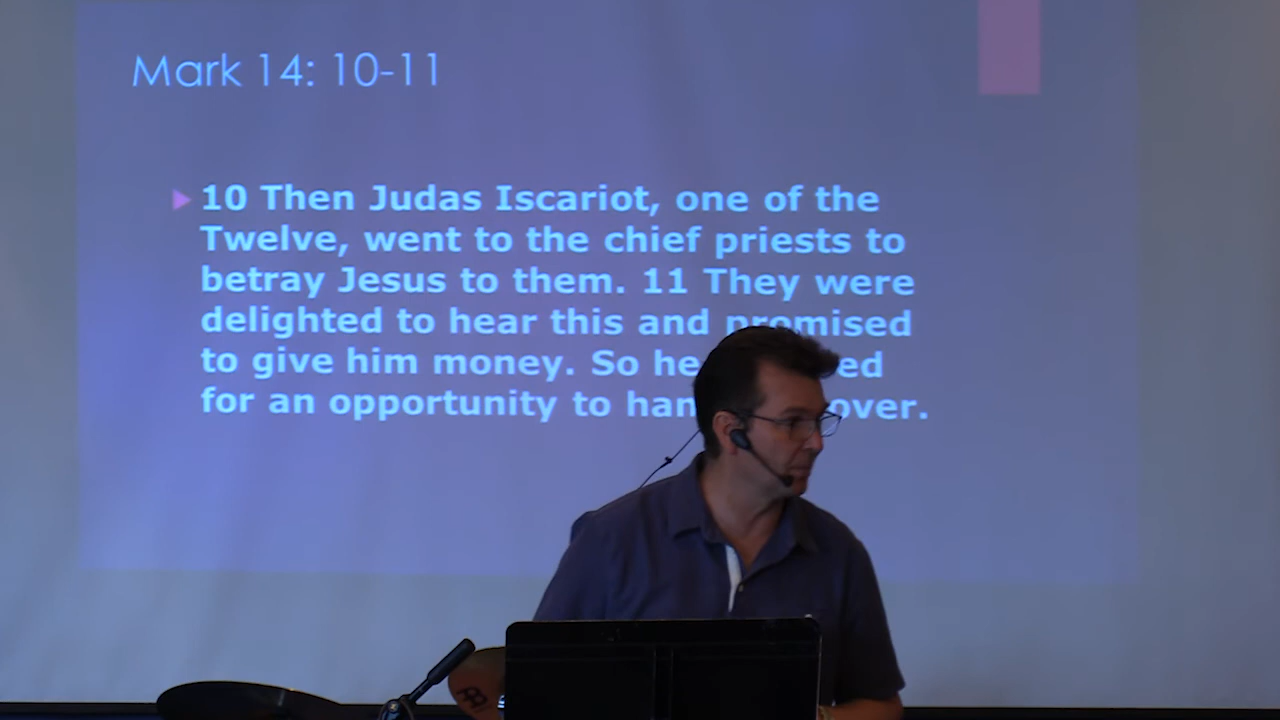 Mark 14: 10-11
10 Then Judas Iscariot, one of the
Twelve, went to the chief priests to
betray Jesus to them. 11 They were
delighted to hear this and promised
to give him money. So he ed
for an opportunity to han over.